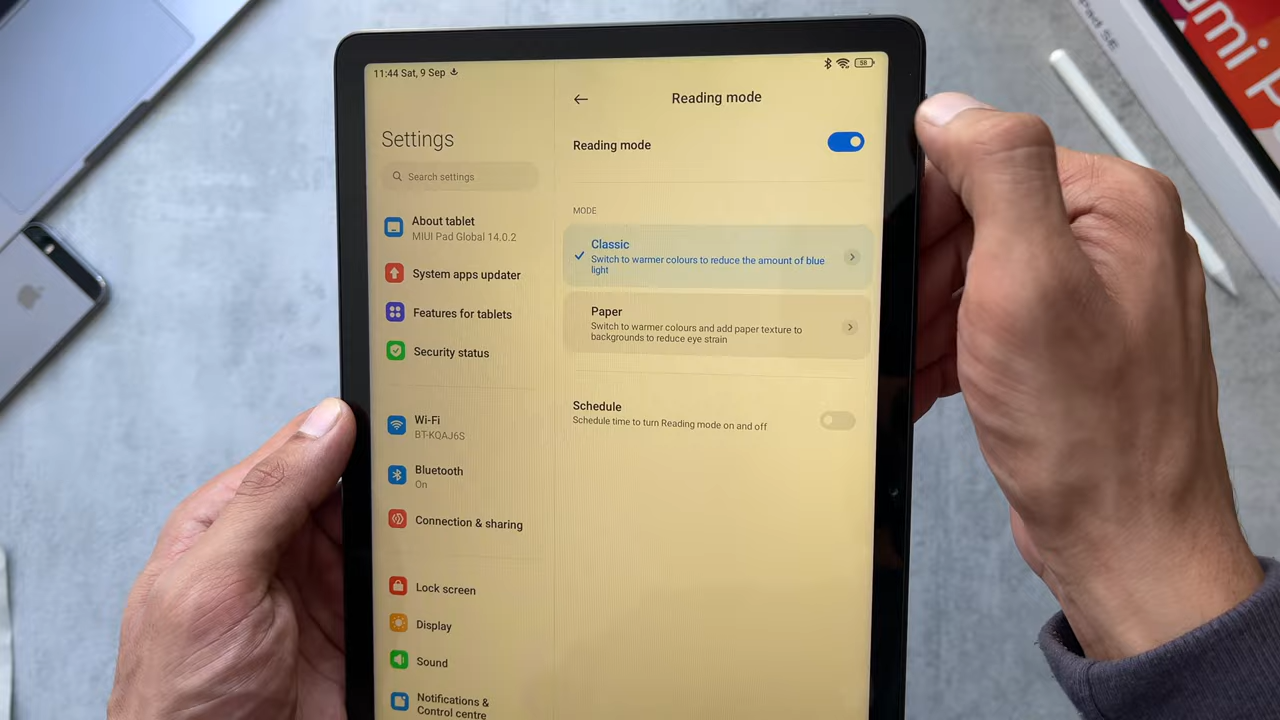 11:44 Sat, 9 Sep
58
Settings
Search settings
About tablet
MIUI Pad Global 14.0.2
System apps updater
Features for tablets
Security status
Wi-Fi
BT-KQAJ6S
Bluetooth
On
Connection & sharing
Lock screen
Display
Sound
Notifications &
Control centre
Reading mode
Reading mode
MODE
Classic
Switch to warmer colours to reduce the amount of blue
light
Paper
Switch to warmer colours and add paper texture to
backgrounds to reduce eye strain
Schedule
Schedule time to turn Reading mode on and off
Pad SE